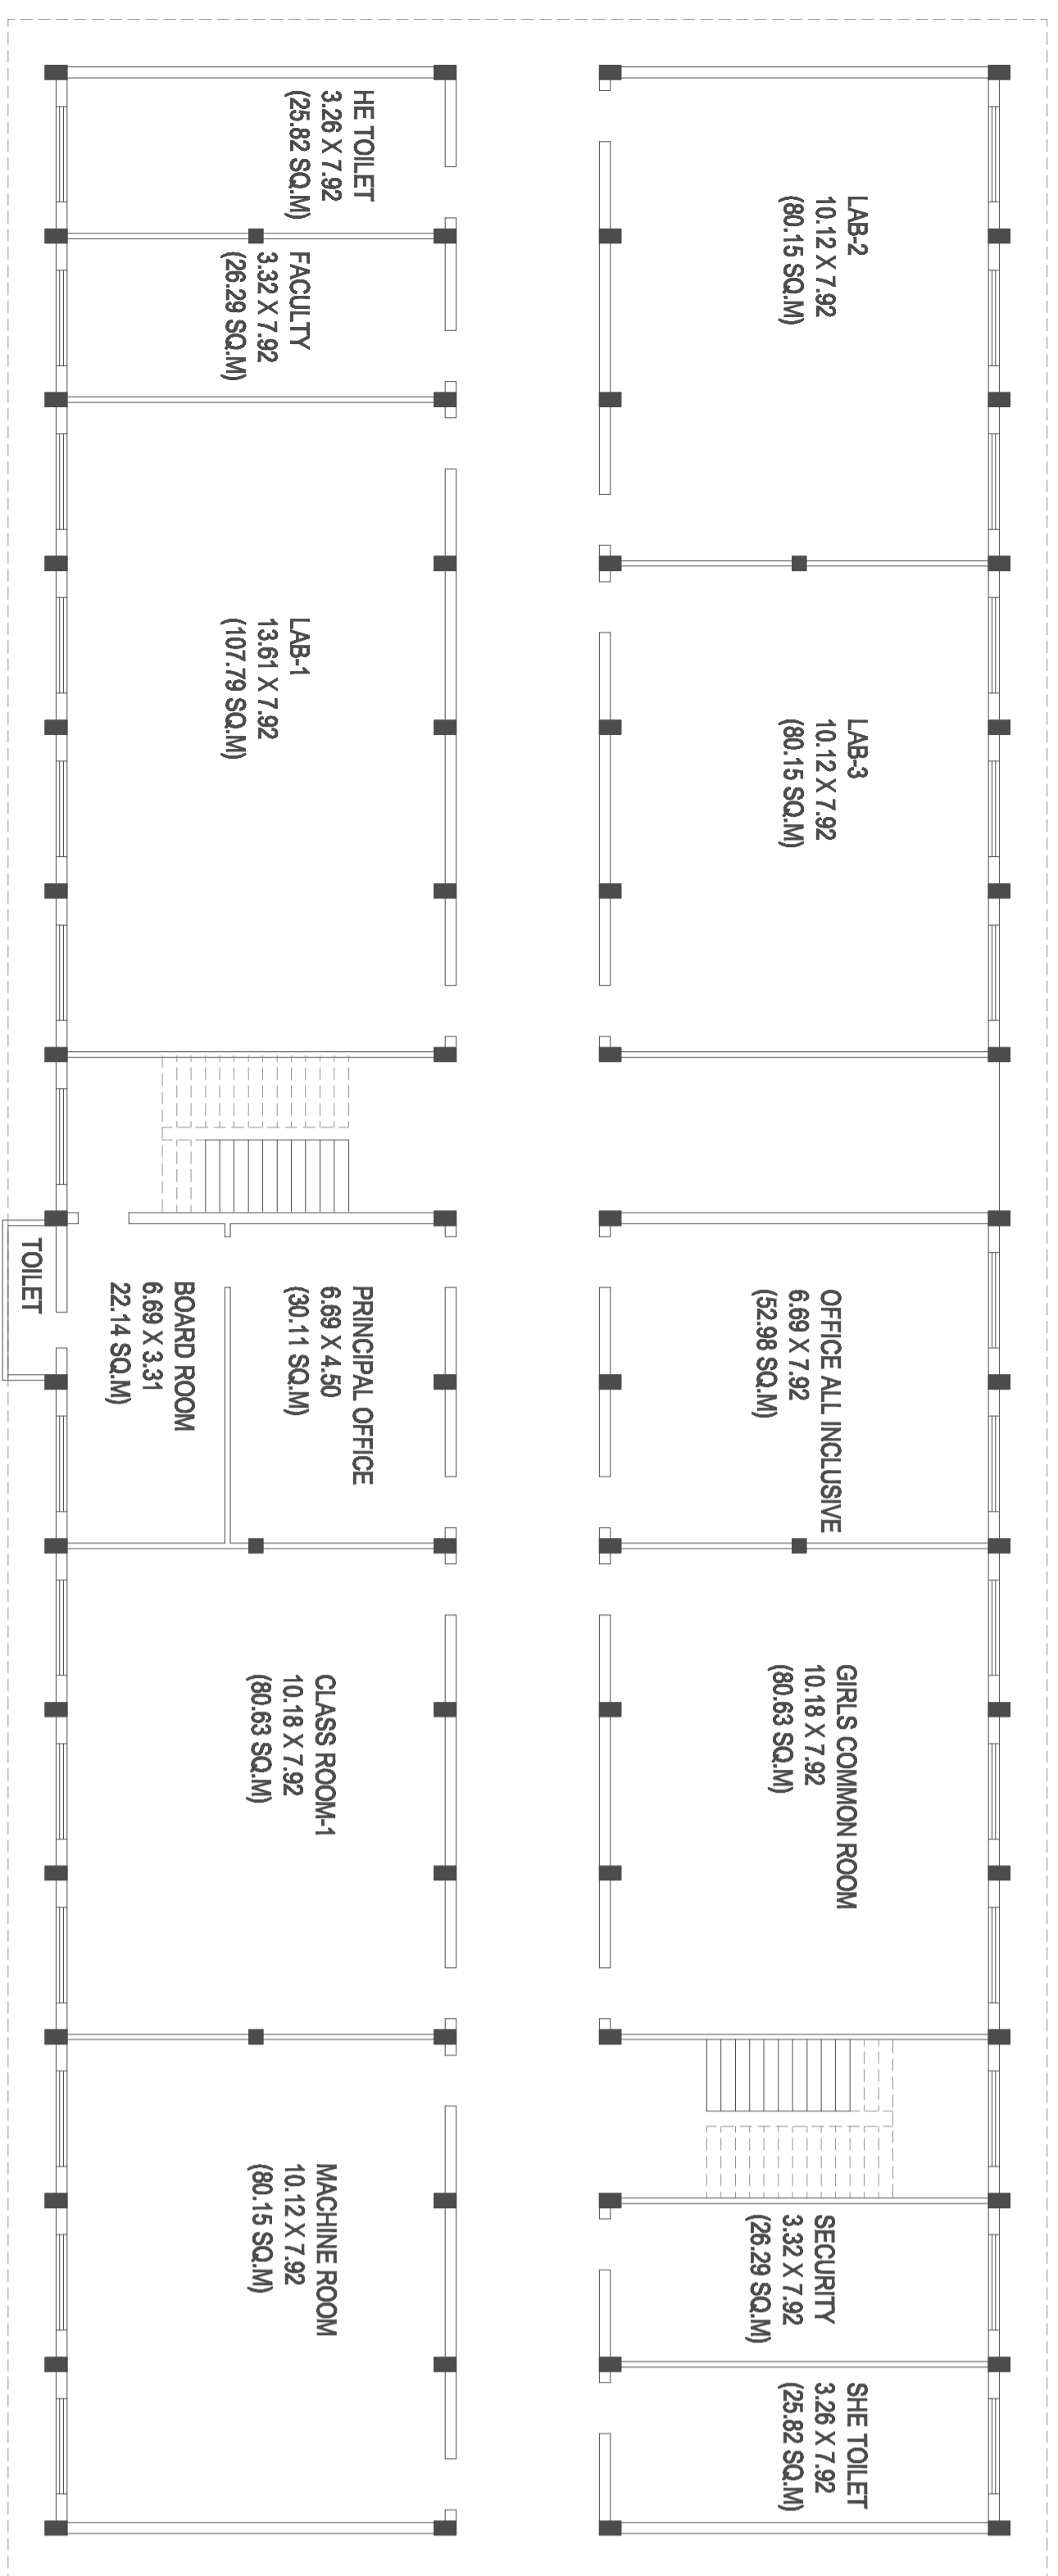 LAB-2
10.12 X 7.92
(80.15 SQ.M)
LAB-3
10.12 X 7.92
(80.15 SQ.M)
OFFICE ALL INCLUSIVE
6.69 X 7.92
(52.98 SQ.M)
GIRLS COMMON ROOM
10.18 X 7.92
(80.63 SQ.M)
SECURITY
3.32 X 7.92
(26.29 SQ.M)
SHE TOILET
3.26 X 7.92
(25.82 SQ.M)
HE TOILET
3.26 X 7.92
(25.82 SQ.M)
FACULTY
3.32 X 7.92
(26.29 SQ.M)
LAB-1
13.61 X 7.92
(107.79 SQ.M)
PRINCIPAL OFFICE
6.69 X 4.50
(30.11 SQ.M)
BOARD ROOM
6.69 X 3.31
22.14 SQ.M)
TOILET
CLASS ROOM-1
10.18 X 7.92
(80.63 SQ.M)
MACHINE ROOM
10.12 X 7.92
(80.15 SQ.M)